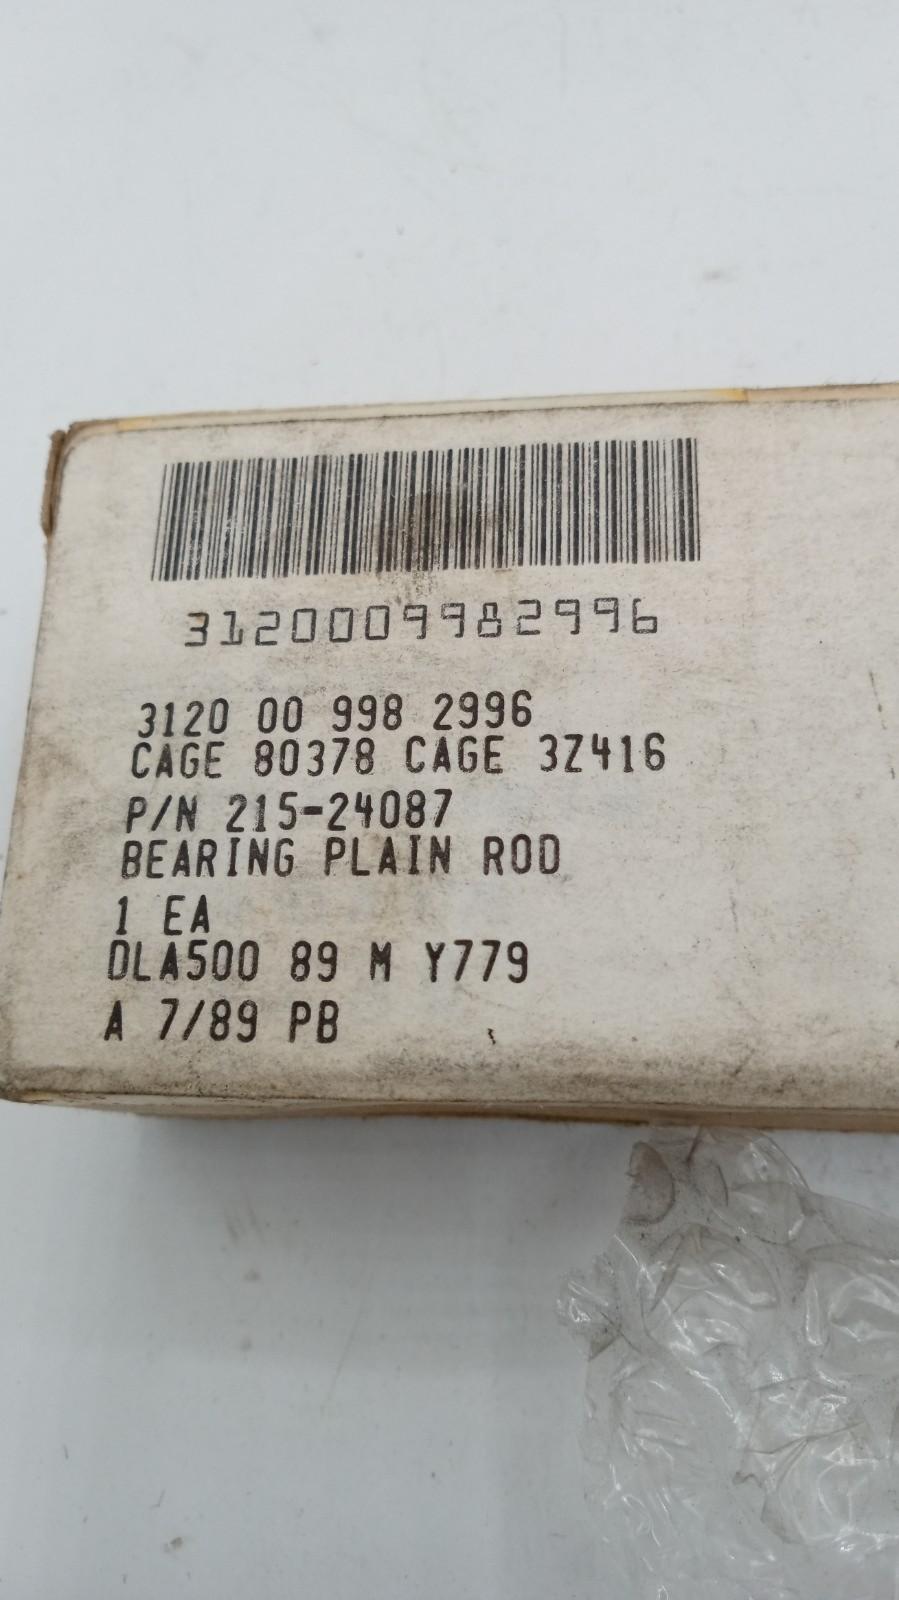 3120009982996
3120 00 998 2996
CAGE 80378 CAGE 3Z416
P/N 215-24087
BEARING PLAIN ROD
1 EA
DLA500 89 M Y779
A 7/89 PB